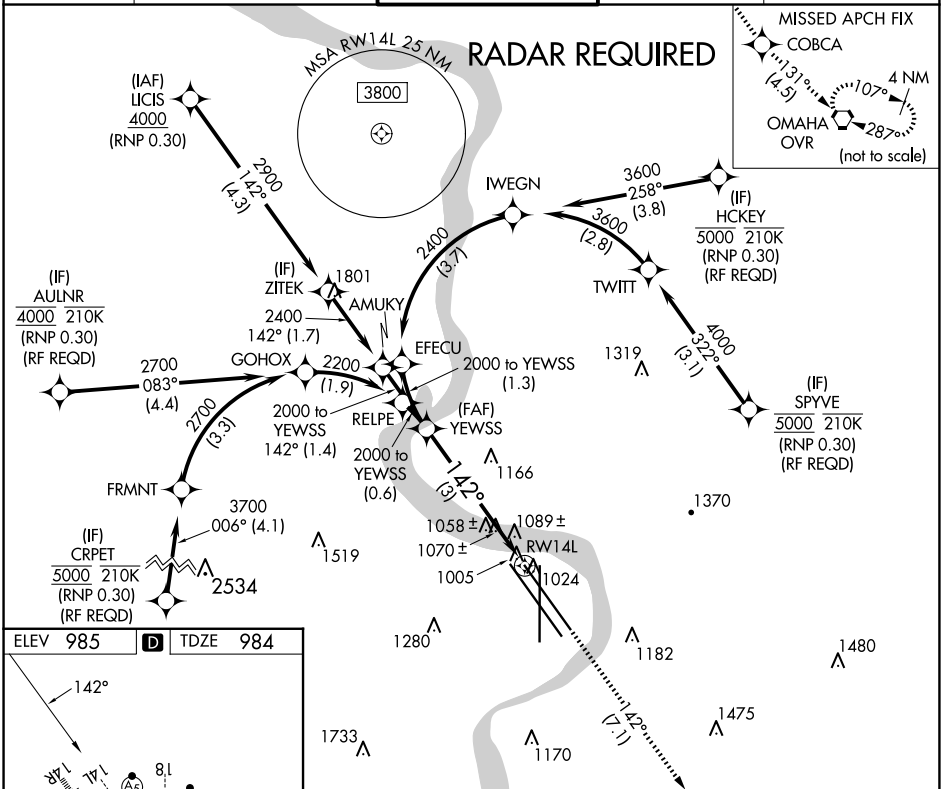 MISSED APCH FIX
COBCA
131°
(4.5)
4 NM
107°
OMAHA
OVR
287°
(not to scale)
RADAR REQUIRED
MSA RW14L 25 NM
3800
(IAF)
LICIS
4000
(RNP 0.30)
2900
142°
(4.3)
IWEGN
3600
258°
(3.8)
(IF)
HCKEY
5000 210K
(RNP 0.30)
(RF REQD)
3600
(2.8)
TWITT
2400
(3.7)
(IF)
ZITEK
1801
AMUKY
2400
142° (1.7)
(IF)
AULNR
4000 210K
(RNP 0.30)
(RF REQD)
2700
083°
(4.4)
GOHOX
2200
(1.9)
EFECU
2000 to YEWSS
(1.3)
1319
4000
322°
(3.1)
(IF)
SPYVE
5000 210K
(RNP 0.30)
(RF REQD)
2700
(3.3)
2000 to
YEWSS
142° (1.4)
RELPE
(FAF)
YEWSS
2000 to
YEWSS
(0.6)
142°
(3)
1166
FRMNT
3700
006° (4.1)
(IF)
CRPET
5000 210K
(RNP 0.30)
(RF REQD)
2534
1519
1058 ±
1089 ±
1070 ±
RW14L
1005
1024
1370
1280
1182
1480
142°
(7.1)
1475
1733
1170
ELEV 985
D
TDZE 984
142°
14R
14L
A5
18